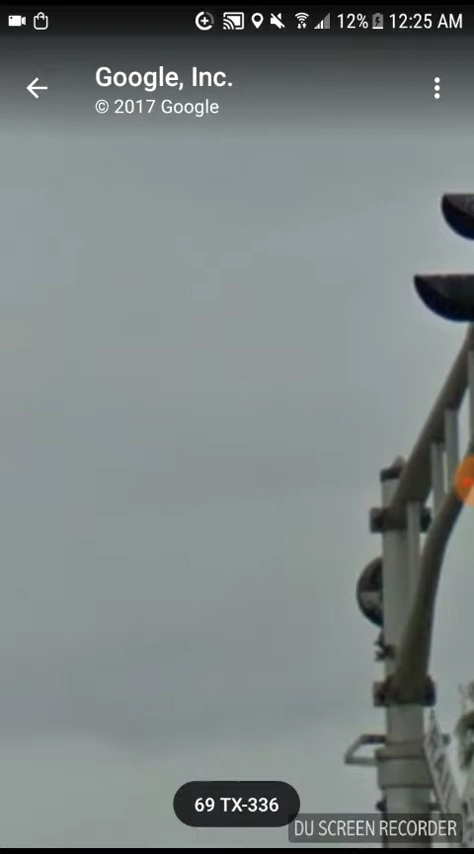 12% 12:25 AM
Google, Inc.
© 2017 Google
69 TX-336
DU SCREEN RECORDER